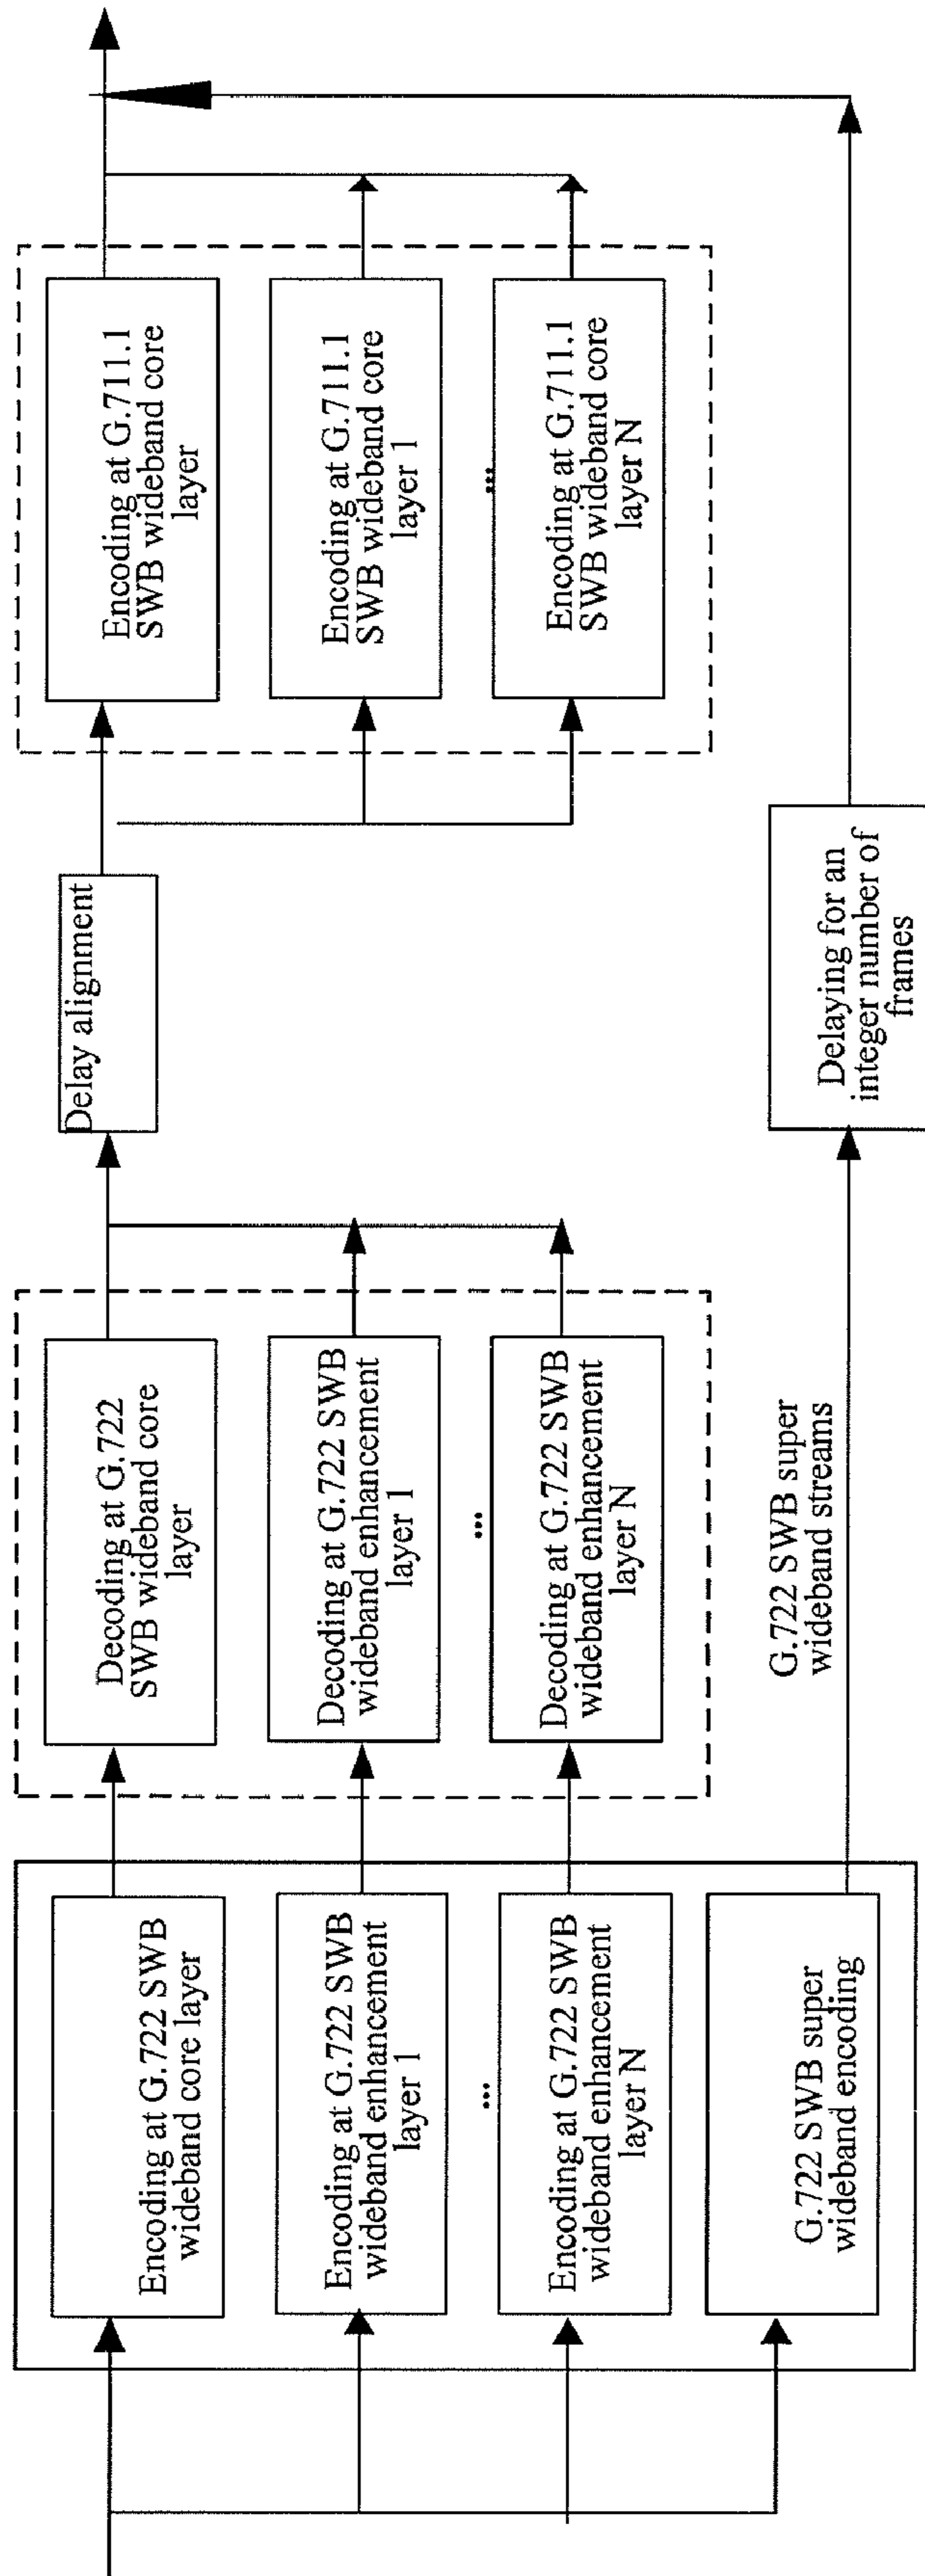 Encoding at G.722 SWB
wideband core layer
Encoding at G.722 SWB
wideband enhancement
layer 1
...
Encoding at G.722 SWB
wideband enhancement
layer N
G.722 SWB super
wideband encoding
Decoding at G.722
SWB wideband core
layer
Decoding at G.722 SWB
wideband enhancement
layer 1
...
Decoding at G.722 SWB
wideband enhancement
layer N
G.722 SWB super
wideband streams
Delay alignment
Delaying for an
integer number of
frames
Encoding at G.711.1
SWB wideband core
layer
Encoding at G.711.1
SWB wideband core
layer 1
...
Encoding at G.711.1
SWB wideband core
layer N